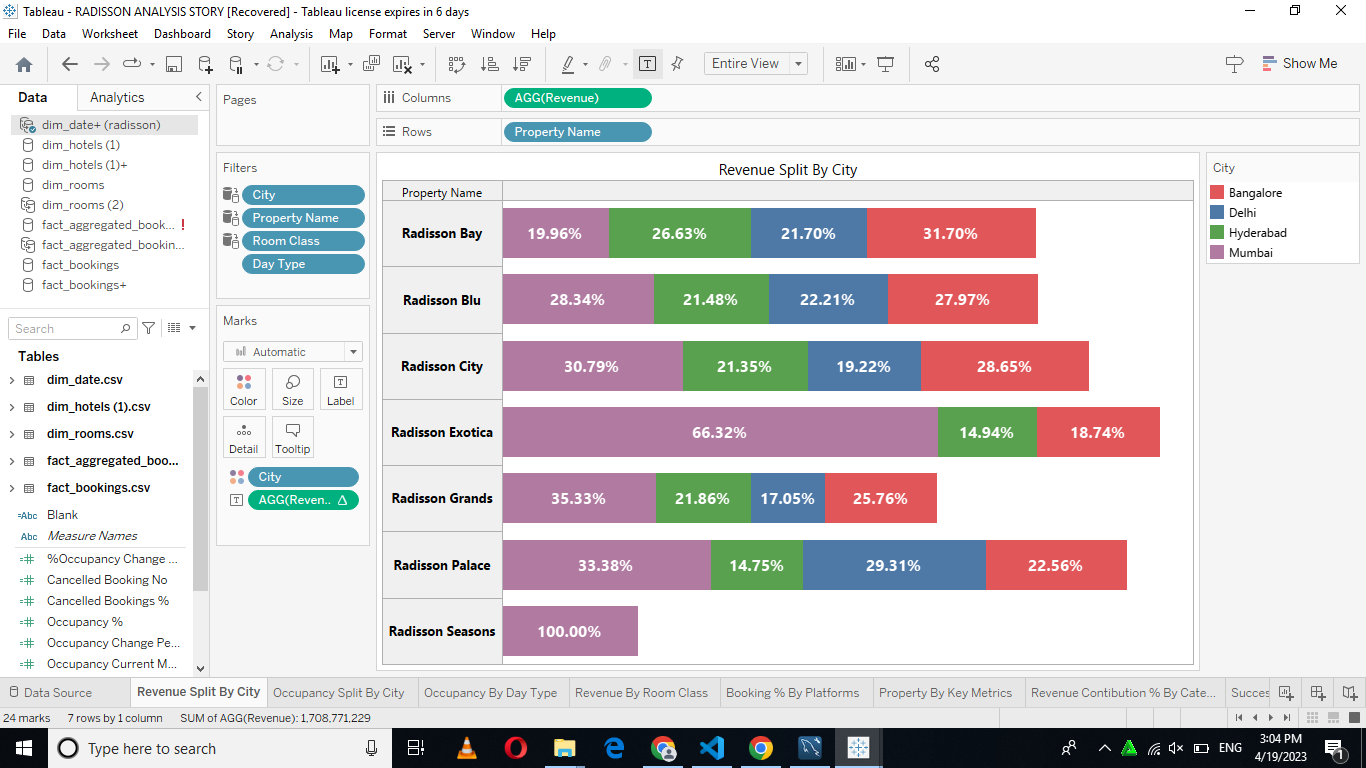 Tableau - RADISSON ANALYSIS STORY [Recovered] - Tableau license expires in 6 days
File Data Worksheet Dashboard Story Analysis Map Format Server Window Help
Entire View
Show Me
Data Analytics
dim_date+ (radisson)
dim_hotels (1)
dim_hotels (1)+
dim_rooms
dim_rooms (2)
fact_aggregated_book... !
fact_aggregated_bookin...
fact_bookings
fact_bookings+
Search
Tables
dim_date.csv
dim_hotels (1).csv
dim_rooms.csv
fact_aggregated_boo...
fact_bookings.csv
=Abc Blank
Abc Measure Names
=# %Occupancy Change ...
=# Cancelled Booking No
=# Cancelled Bookings %
=# Occupancy %
=# Occupancy Change Pe...
=# Occupancy Current M...
Pages
Filters
City
Property Name
Room Class
Day Type
Marks
Automatic
Color Size Label
Detail Tooltip
City
AGG(Reven.. Δ
Columns AGG(Revenue)
Rows Property Name
Revenue Split By City
Property Name
Radisson Bay 19.96% 26.63% 21.70% 31.70%
Radisson Blu 28.34% 21.48% 22.21% 27.97%
Radisson City 30.79% 21.35% 19.22% 28.65%
Radisson Exotica 66.32% 14.94% 18.74%
Radisson Grands 35.33% 21.86% 17.05% 25.76%
Radisson Palace 33.38% 14.75% 29.31% 22.56%
Radisson Seasons 100.00%
City
Bangalore
Delhi
Hyderabad
Mumbai
Data Source Revenue Split By City Occupancy Split By City Occupancy By Day Type Revenue By Room Class Booking % By Platforms Property By Key Metrics Revenue Contibution % By Cate... Succes
24 marks 7 rows by 1 column SUM of AGG(Revenue): 1,708,771,229
Type here to search
ENG
3:04 PM
4/19/2023
1